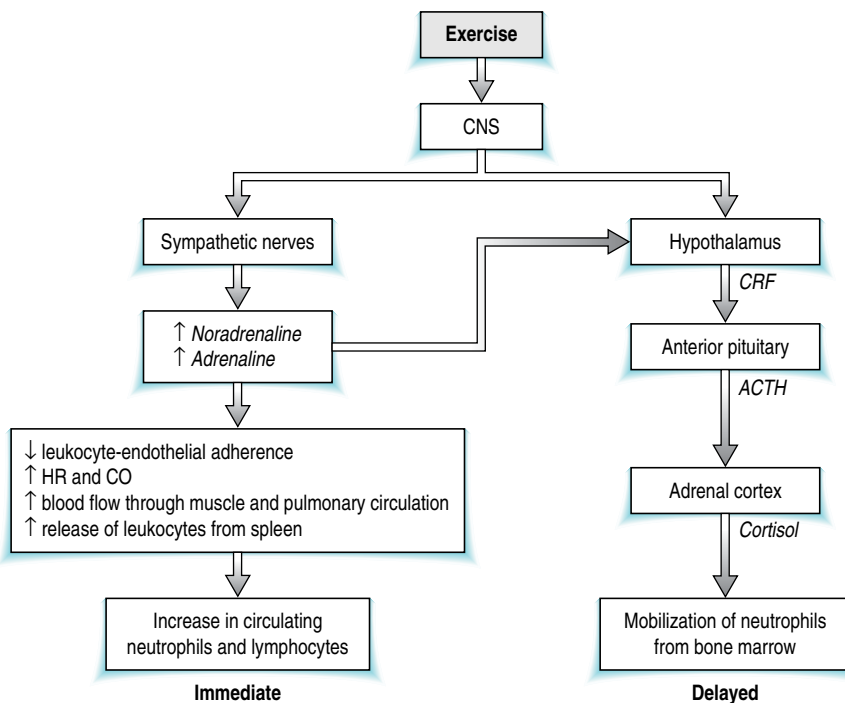 Exercise
CNS
Sympathetic nerves
Hypothalamus
CRF
↑ Noradrenaline
↑ Adrenaline
Anterior pituitary
ACTH
↓ leukocyte-endothelial adherence
↑ HR and CO
↑ blood flow through muscle and pulmonary circulation
↑ release of leukocytes from spleen
Adrenal cortex
Cortisol
Increase in circulating
neutrophils and lymphocytes
Mobilization of neutrophils
from bone marrow
Immediate
Delayed